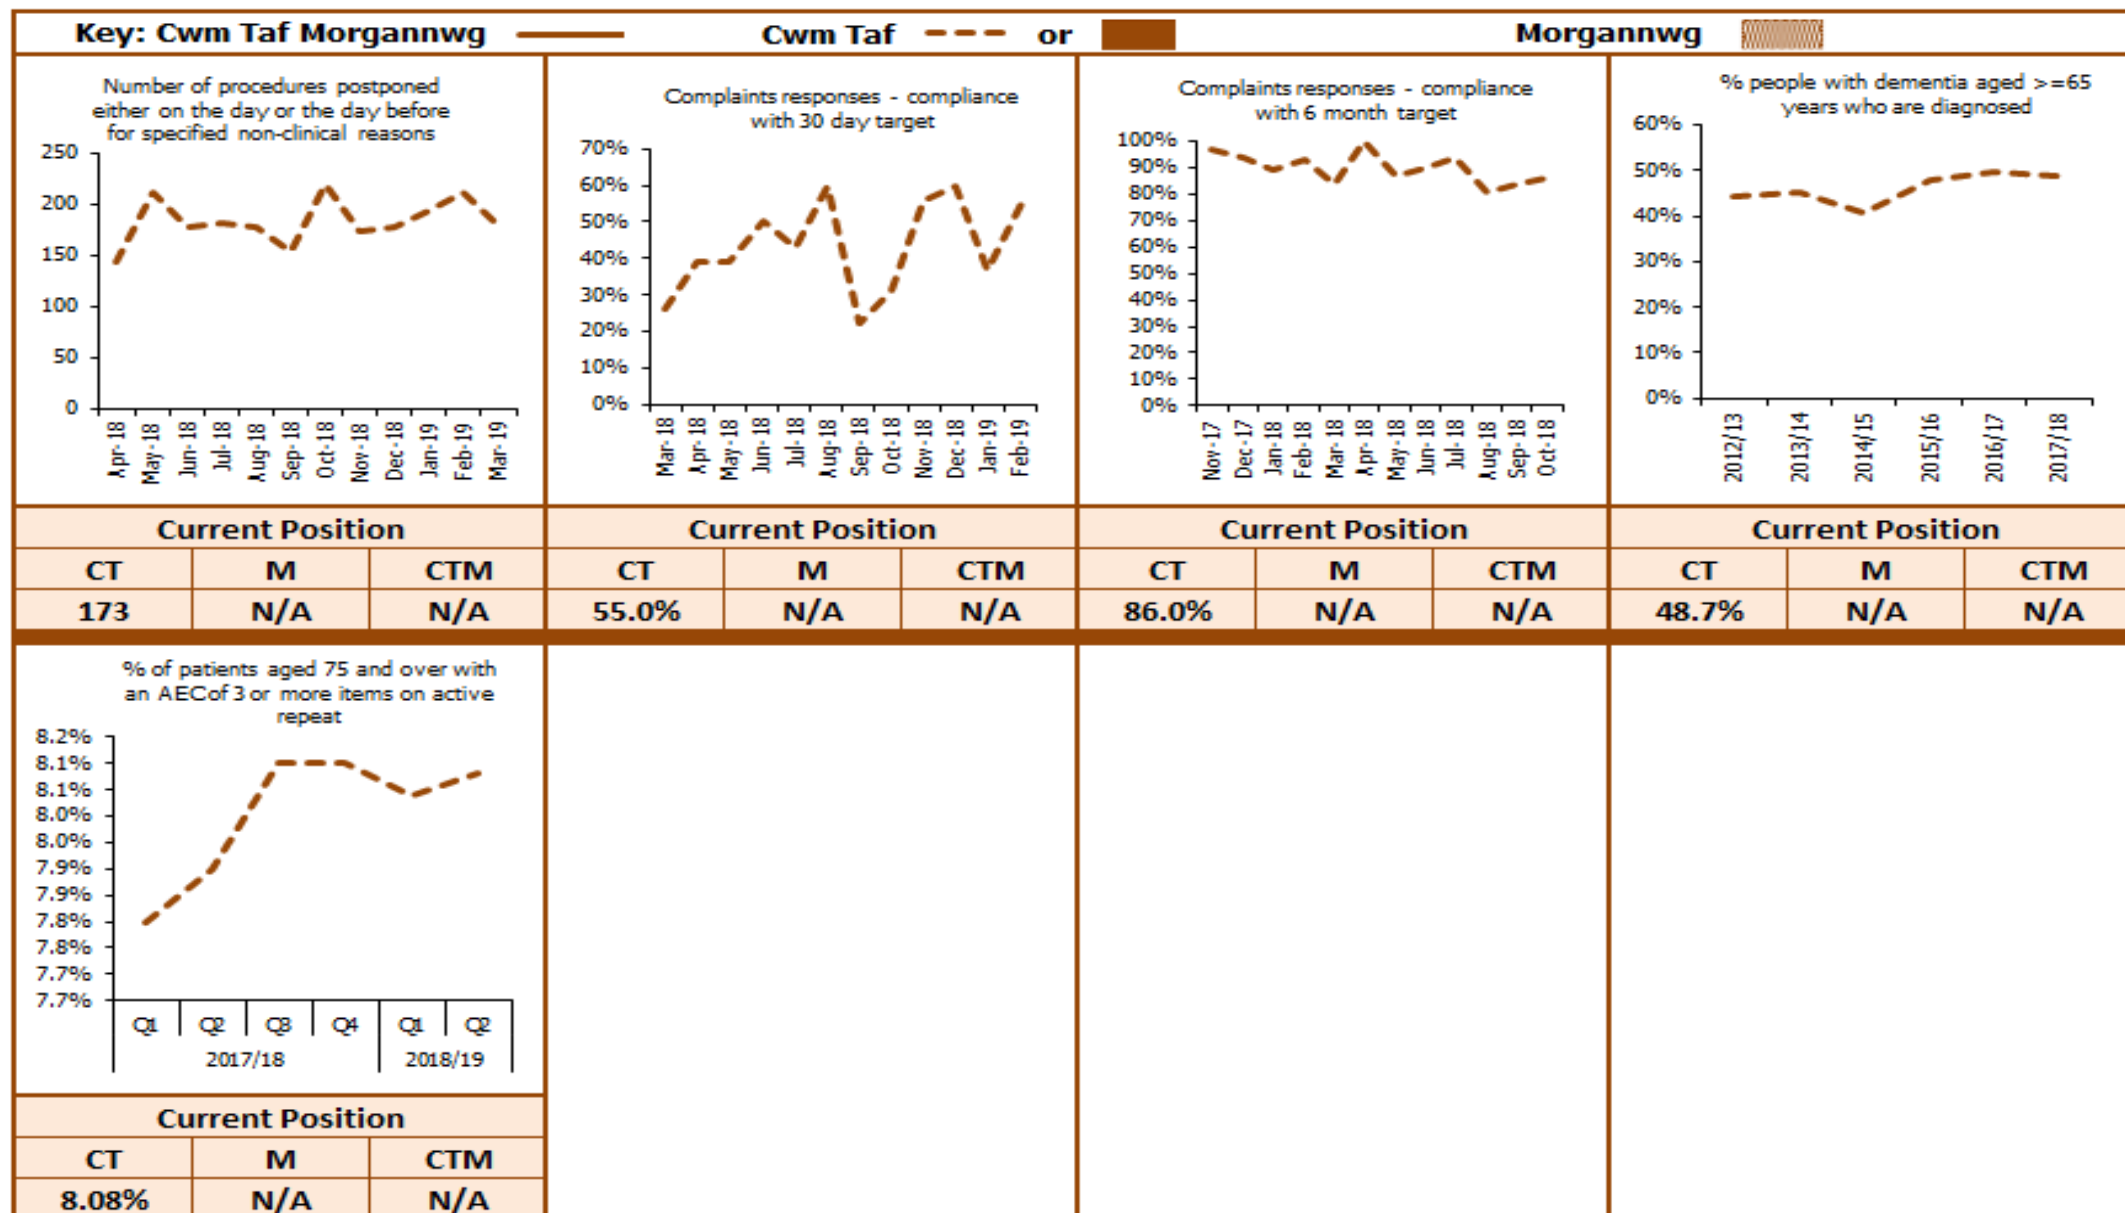 Key: Cwm Taf Morgannwg
Cwm Taf
or
Morgannwg
Number of procedures postponed
either on the day or the day before
for specified non-clinical reasons
250
200
150
100
50
0
Apr-18
May-18
Jun-18
Jul-18
Aug-18
Sep-18
Oct-18
Nov-18
Dec-18
Jan-19
Feb-19
Mar-19
Complaints responses - compliance
with 30 day target
70%
60%
50%
40%
30%
20%
10%
0%
Mar-18
Apr-18
May-18
Jun-18
Jul-18
Aug-18
Sep-18
Oct-18
Nov-18
Dec-18
Jan-19
Feb-19
Complaints responses - compliance
with 6 month target
100%
90%
80%
70%
60%
50%
40%
30%
20%
10%
0%
Nov-17
Dec-17
Jan-18
Feb-18
Mar-18
Apr-18
May-18
Jun-18
Jul-18
Aug-18
Sep-18
Oct-18
% people with dementia aged >=65
years who are diagnosed
60%
50%
40%
30%
20%
10%
0%
2012/13
2013/14
2014/15
2015/16
2016/17
2017/18
Current Position
Current Position
Current Position
Current Position
CT M CTM CT M CTM CT M CTM CT M CTM
173 N/A N/A 55.0% N/A N/A 86.0% N/A N/A 48.7% N/A N/A
% of patients aged 75 and over with
an AEC of 3 or more items on active
repeat
8.2%
8.1%
8.1%
8.0%
8.0%
7.9%
7.9%
7.8%
7.8%
7.7%
7.7%
Q1 Q2 Q3 Q4 Q1 Q2
2017/18 2018/19
Current Position
CT M CTM
8.08% N/A N/A